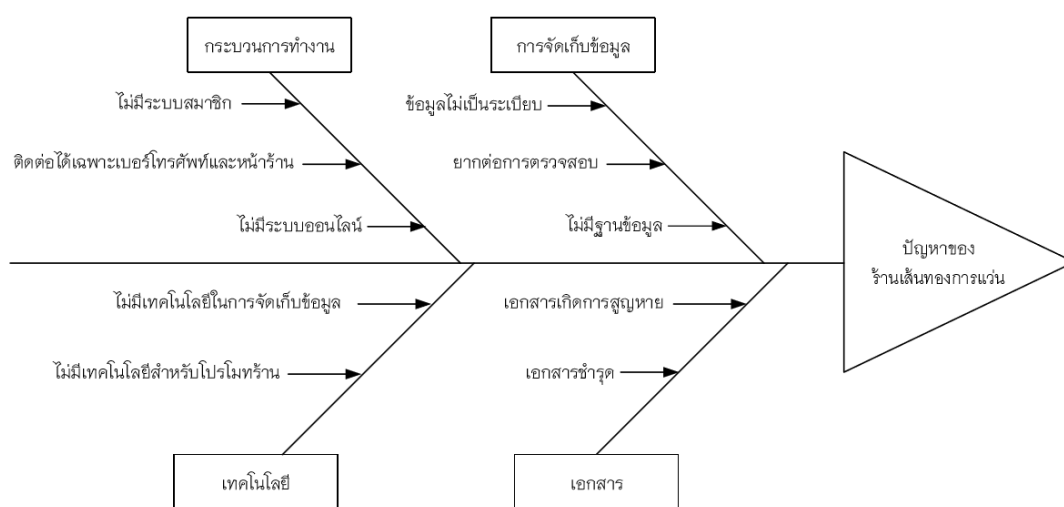 กระบวนการทำงาน
การจัดเก็บข้อมูล
ไม่มีระบบสมาชิก
ข้อมูลไม่เป็นระเบียบ
ติดต่อได้เฉพาะเบอร์โทรศัพท์และหน้าร้าน
ยากต่อการตรวจสอบ
ไม่มีระบบออนไลน์
ไม่มีฐานข้อมูล
ปัญหาของ
ร้านเส้นทองการแว่น
ไม่มีเทคโนโลยีในการจัดเก็บข้อมูล
เอกสารเกิดการสูญหาย
ไม่มีเทคโนโลยีสำหรับโปรโมทร้าน
เอกสารชำรุด
เทคโนโลยี
เอกสาร